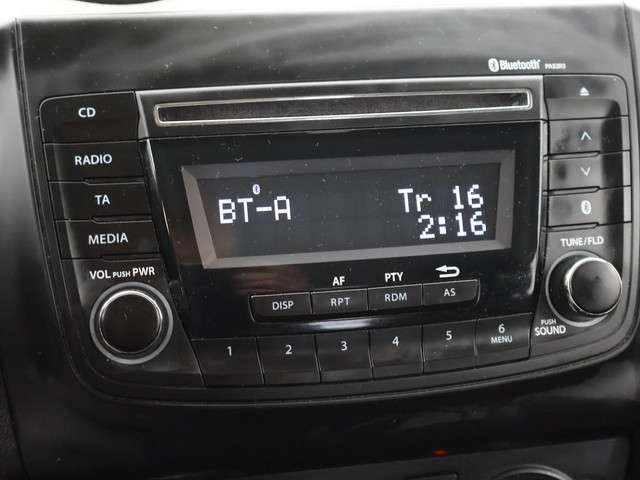 Bluetooth PA02R3
CD
RADIO
TA
MEDIA
VOL PUSH PWR
BT-A Tr 16
2:16
AF PTY
DISP RPT RDM AS
1 2 3 4 5 6
MENU
TUNE/FLD
PUSH
SOUND